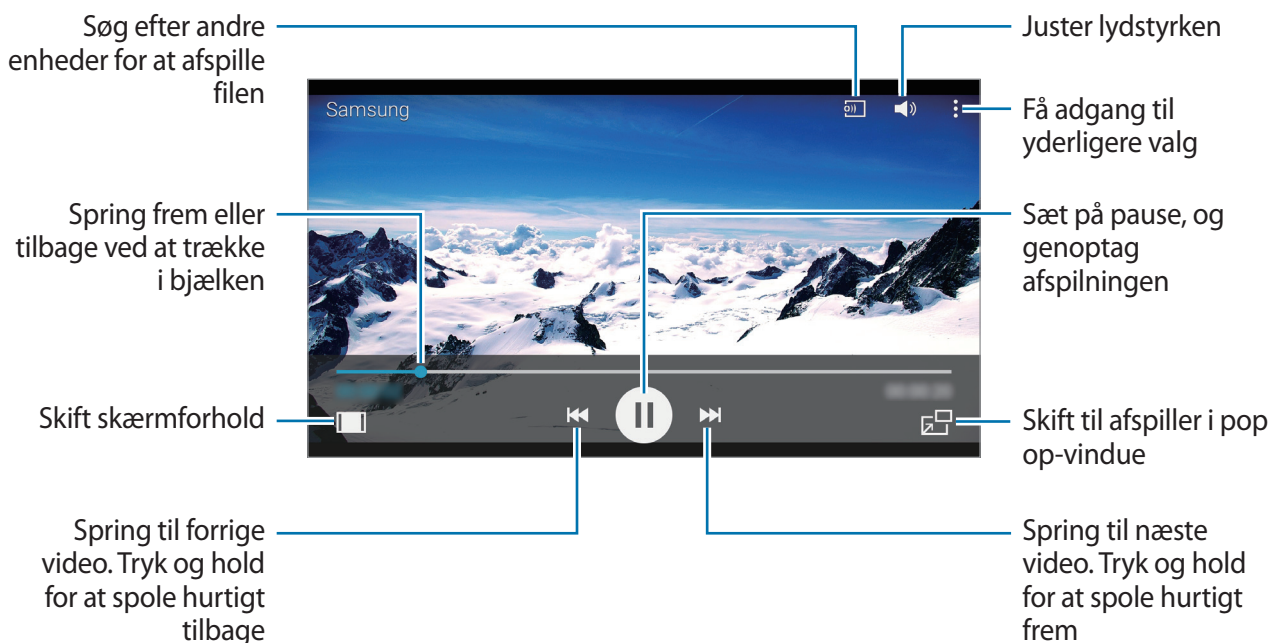 Søg efter andre
enheder for at afspille
filen
Juster lydstyrken
Samsung
Få adgang til
yderligere valg
Spring frem eller
tilbage ved at trække
i bjælken
Sæt på pause, og
genoptag
afspilningen
Skift skærmforhold
Skift til afspiller i pop
op-vindue
Spring til forrige
video. Tryk og hold
for at spole hurtigt
tilbage
Spring til næste
video. Tryk og hold
for at spole hurtigt
frem